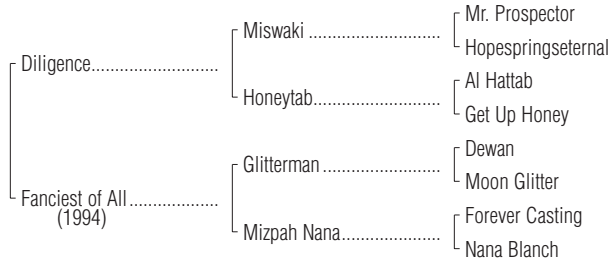 Mr. Prospector
Miswaki ..............................
Hopespringseternal
Diligence..............................
Al Hattab
Honeytab..............................
Get Up Honey
Dewan
Glitterman ...........................
Moon Glitter
Fanciest of All .....................
(1994)
Forever Casting
Mizpah Nana.......................
Nana Blanch